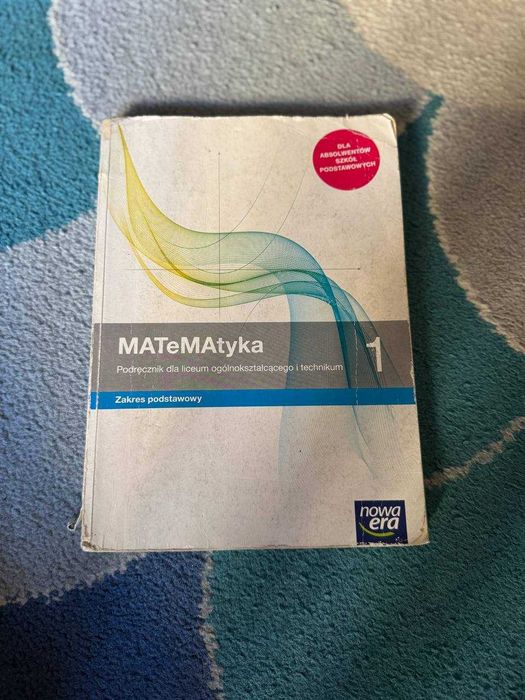 DLA
ABSOLWENTÓW
SZKÓŁ
PODSTAWOWYCH
MATeMAtyka
1
Podręcznik dla liceum ogólnokształcącego i technikum
Zakres podstawowy
nowa
era